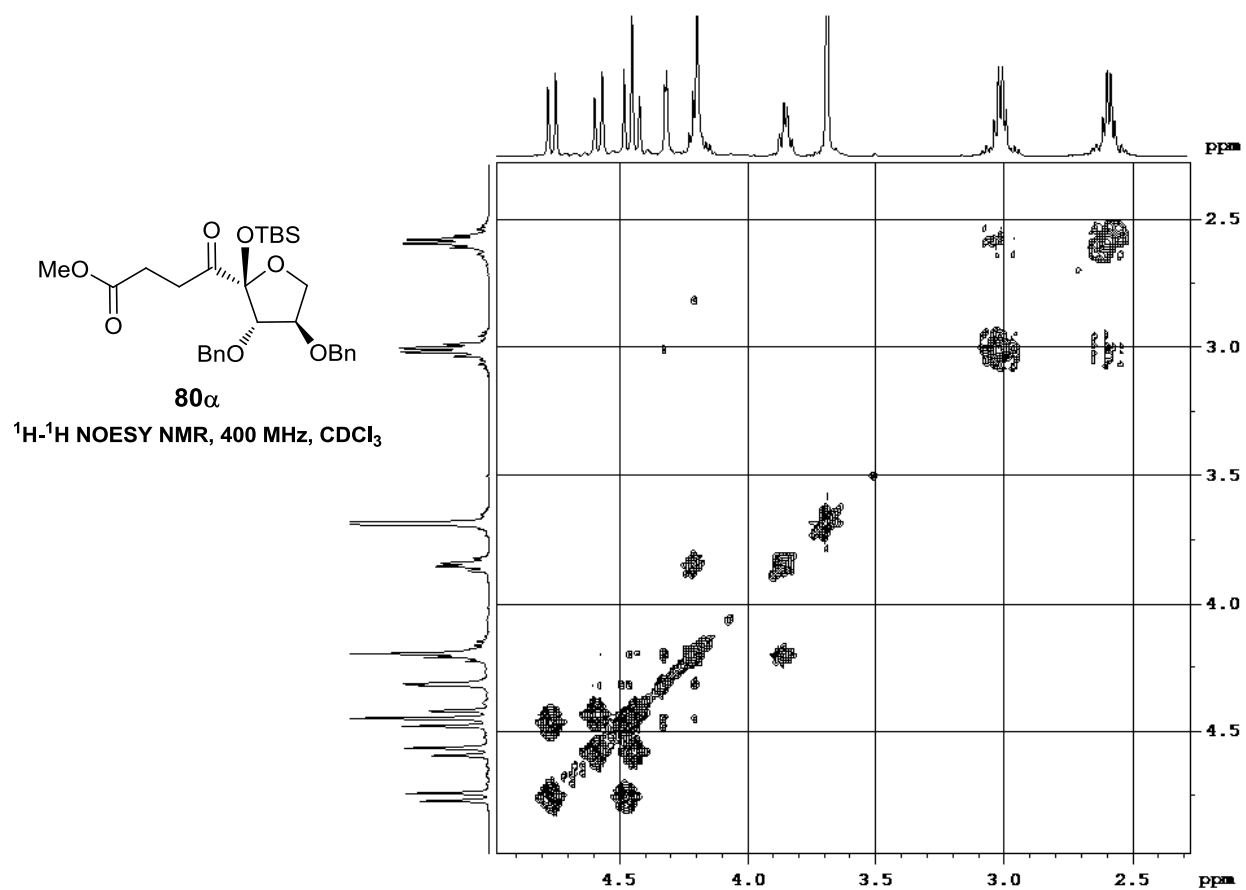 ppm
2.5
3.0
3.5
4.0
4.5
4.5 4.0 3.5 3.0 2.5 ppm
O
OTBS
MeO
O
O
BnO
OBn
80α
¹H-¹H NOESY NMR, 400 MHz, CDCl₃